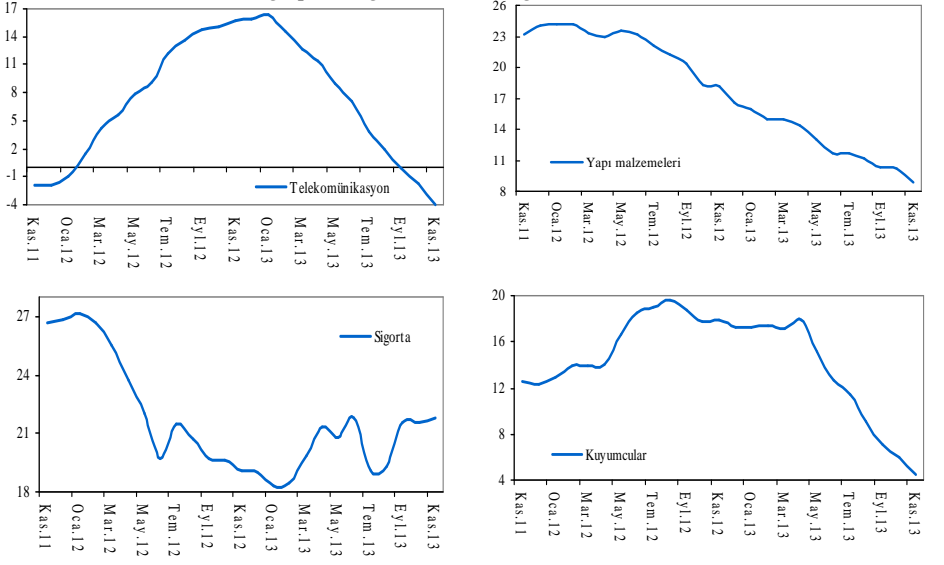 17
14
11
8
5
2
-1
-4
Telekomünikasyon
Kas.11
Oca.12
Mar.12
May.12
Tem.12
Eyl.12
Kas.12
Oca.13
Mar.13
May.13
Tem.13
Eyl.13
Kas.13
26
23
20
17
14
11
8
Yapı malzemeleri
Kas.11
Oca.12
Mar.12
May.12
Tem.12
Eyl.12
Kas.12
Oca.13
Mar.13
May.13
Tem.13
Eyl.13
Kas.13
27
24
21
18
Sigorta
Kas.11
Oca.12
Mar.12
May.12
Tem.12
Eyl.12
Kas.12
Oca.13
Mar.13
May.13
Tem.13
Eyl.13
Kas.13
20
16
12
8
4
Kuyumcular
Kas.11
Oca.12
Mar.12
May.12
Tem.12
Eyl.12
Kas.12
Oca.13
Mar.13
May.13
Tem.13
Eyl.13
Kas.13